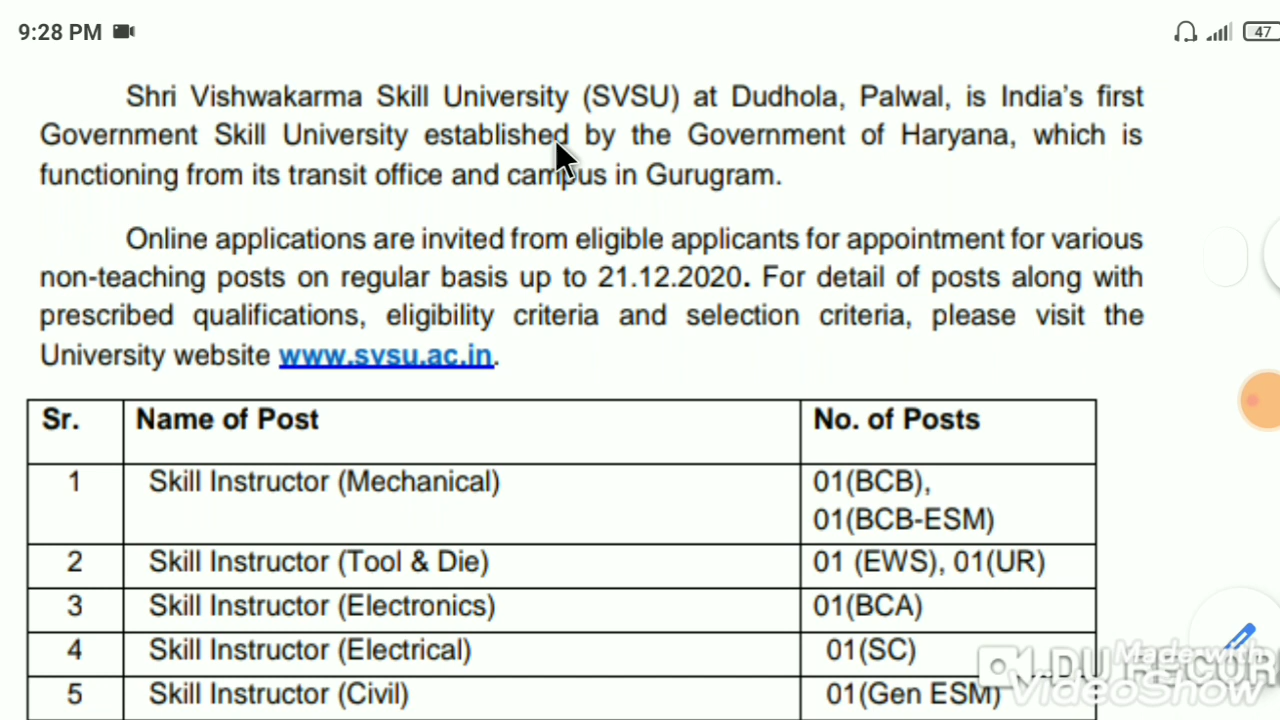 9:28 PM
47
Shri Vishwakarma Skill University (SVSU) at Dudhola, Palwal, is India's first
Government Skill University established by the Government of Haryana, which is
functioning from its transit office and campus in Gurugram.
Online applications are invited from eligible applicants for appointment for various
non-teaching posts on regular basis up to 21.12.2020. For detail of posts along with
prescribed qualifications, eligibility criteria and selection criteria, please visit the
University website www.svsu.ac.in.
Sr. Name of Post No. of Posts
1 Skill Instructor (Mechanical) 01(BCB),
01(BCB-ESM)
2 Skill Instructor (Tool & Die) 01 (EWS), 01(UR)
3 Skill Instructor (Electronics) 01(BCA)
4 Skill Instructor (Electrical) 01(SC)
5 Skill Instructor (Civil) 01(Gen ESM)
Made with
VideoShow